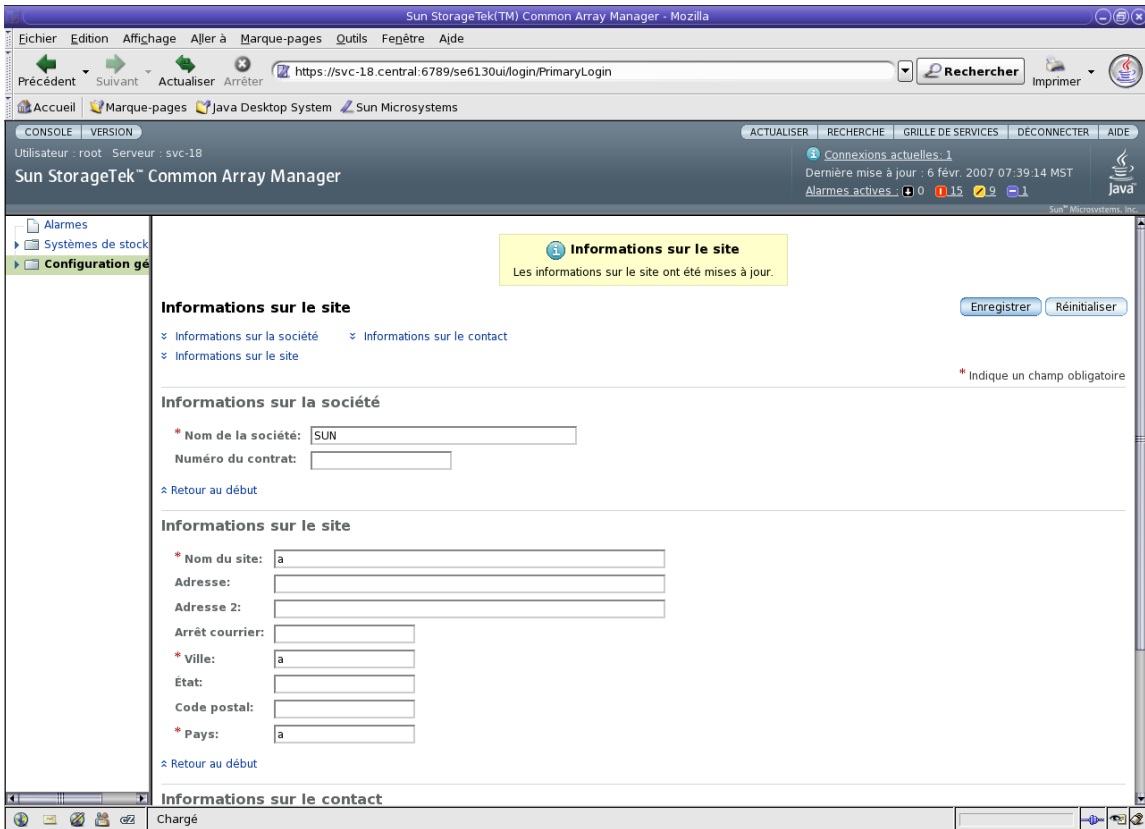 Sun StorageTek(TM) Common Array Manager - Mozilla
Fichier Edition Affichage Aller à Marque-pages Outils Fenêtre Aide
Précédent Suivant Actualiser Arrêter https://svc-18.central:6789/se6130ui/login/PrimaryLogin Rechercher Imprimer
Accueil Marque-pages Java Desktop System Sun Microsystems
CONSOLE VERSION ACTUALISER RECHERCHE GRILLE DE SERVICES DÉCONNECTER AIDE
Utilisateur : root Serveur : svc-18 Connexions actuelles: 1
Sun StorageTek™ Common Array Manager Dernière mise à jour : 6 févr. 2007 07:39:14 MST
Alarmes actives : 0 15 9 1 Java™
Sun™ Microsystems, Inc.
Alarmes
Systèmes de stock
Configuration gé
Informations sur le site
Les informations sur le site ont été mises à jour.
Informations sur le site Enregistrer Réinitialiser
Informations sur la société Informations sur le contact
Informations sur le site
* Indique un champ obligatoire
Informations sur la société
* Nom de la société: SUN
Numéro du contrat:
Retour au début
Informations sur le site
* Nom du site: a
Adresse:
Adresse 2:
Arrêt courrier:
* Ville: a
État:
Code postal:
* Pays: a
Retour au début
Informations sur le contact
Chargé